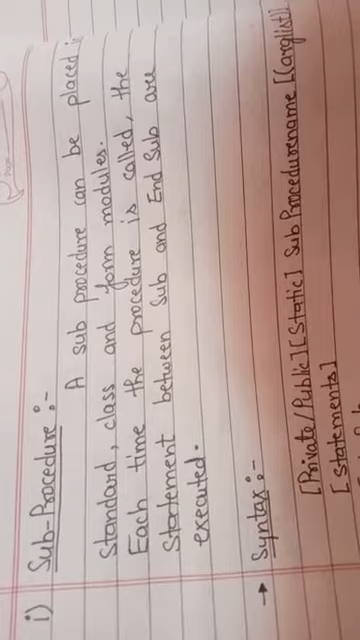 i) Sub-Procedure :-
A sub procedure can be placed
standard, class and form modules.
Each time the procedure is called, the
Statement between Sub and End Sub are
executed.
→ Syntax :-
[Private/Public][Static] Sub Procedurename [(arglist)]
[statements]